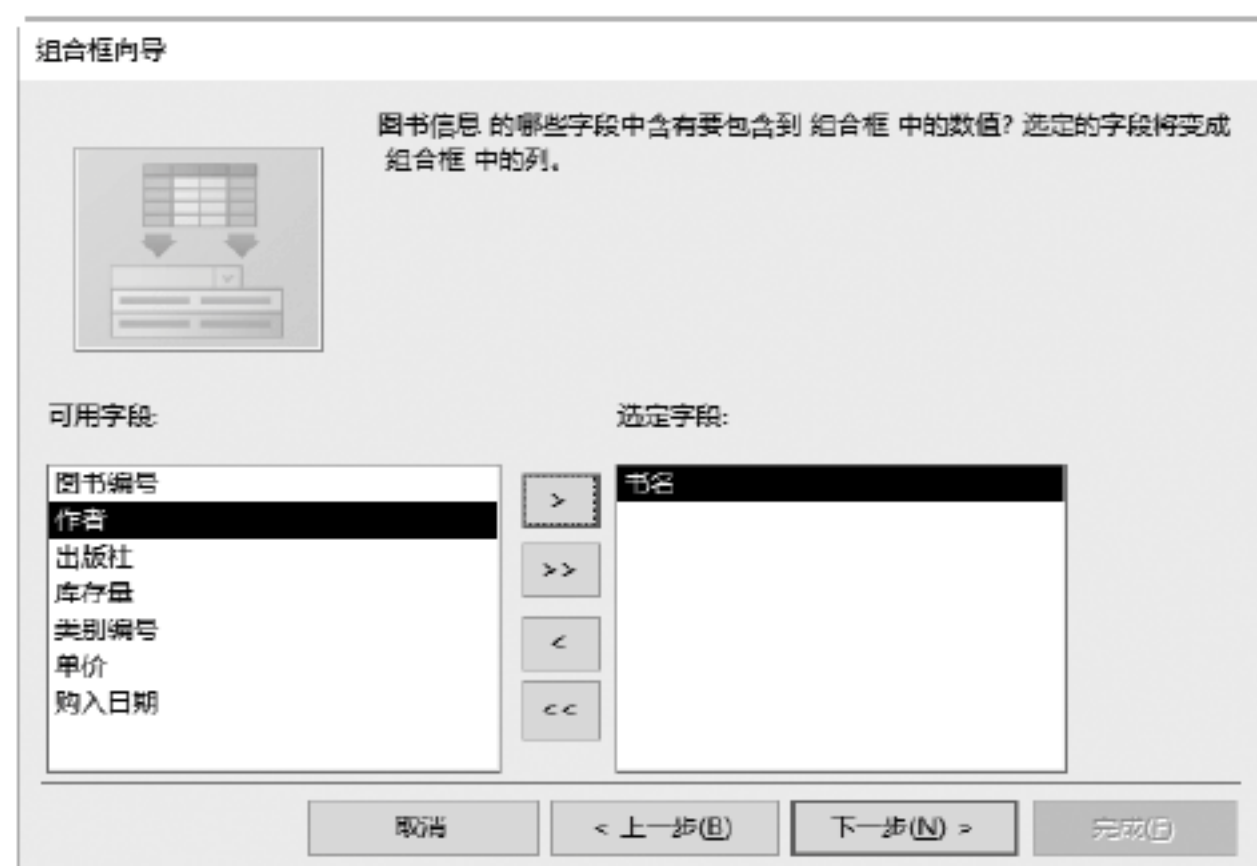 组合框向导
图书信息 的哪些字段中含有要包含到 组合框 中的数值? 选定的字段将变成
组合框 中的列。
可用字段:
选定字段:
图书编号
作者
出版社
库存量
类别编号
单价
购入日期
>
>>
<
<<
书名
取消
< 上一步(B)
下一步(N) >
完成(F)